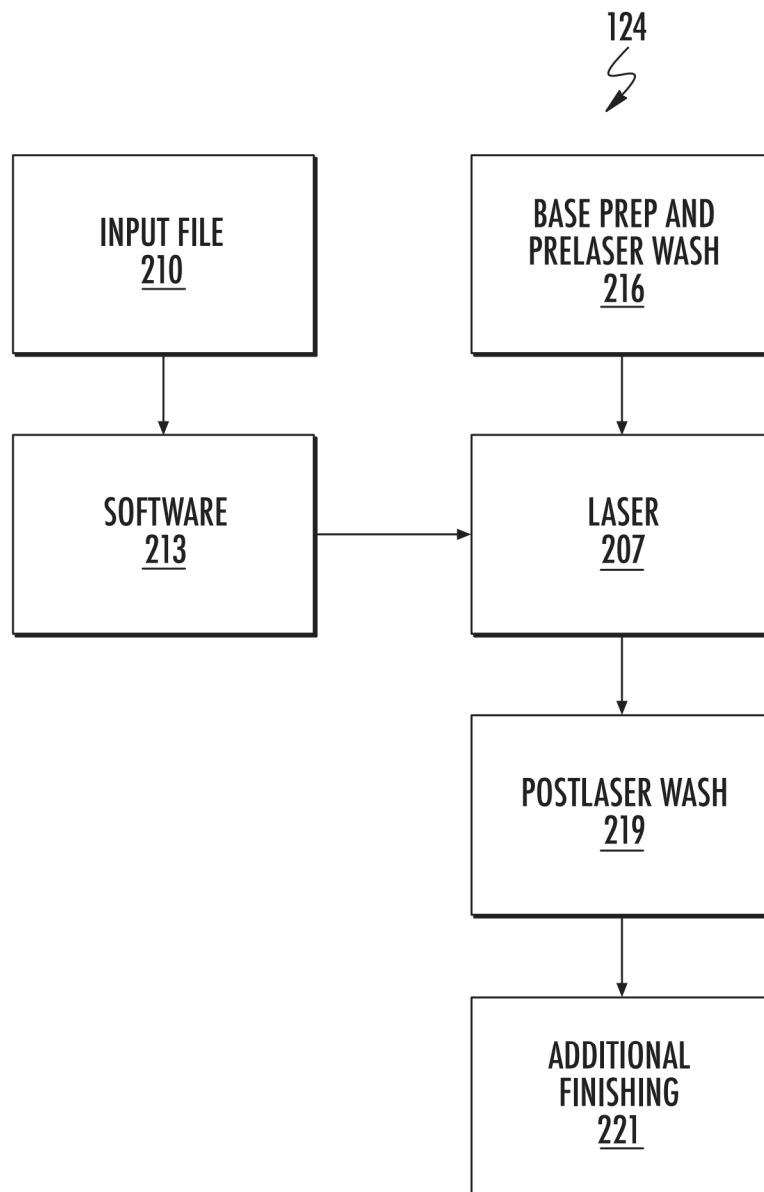 124
INPUT FILE
210
BASE PREP AND
PRELASER WASH
216
SOFTWARE
213
LASER
207
POSTLASER WASH
219
ADDITIONAL
FINISHING
221